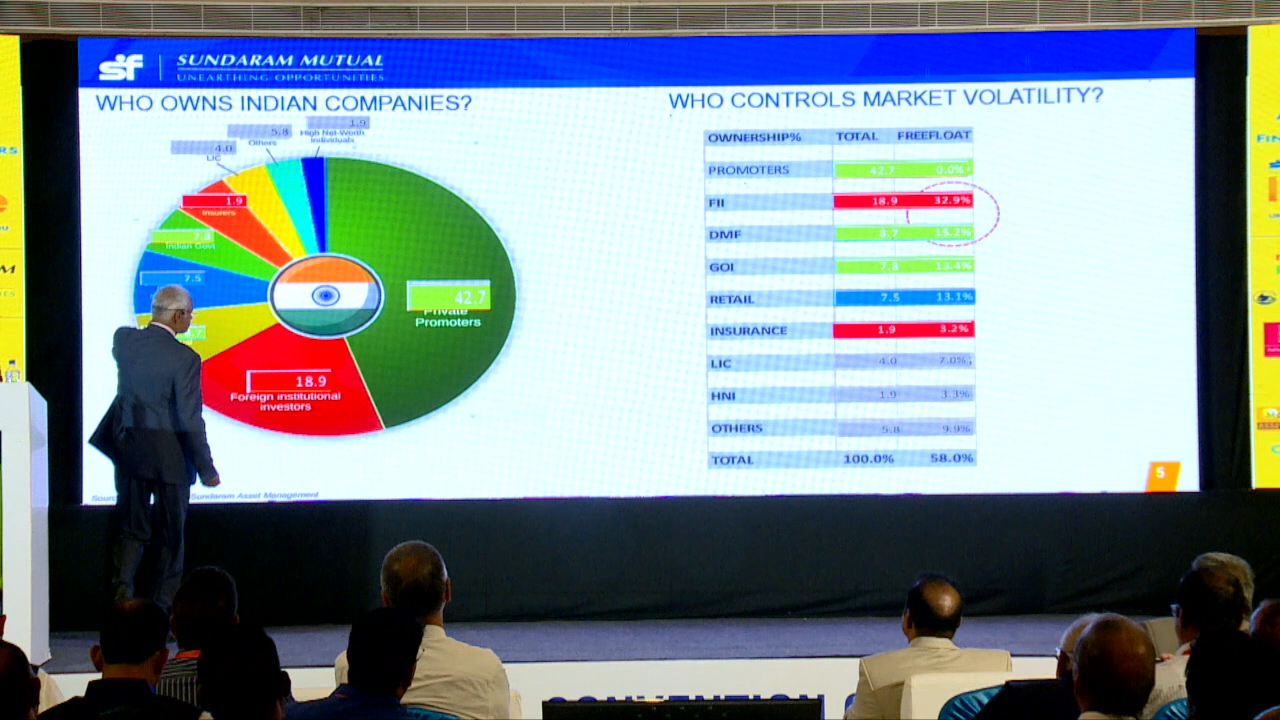 sf
SUNDARAM MUTUAL
UNEARTHING OPPORTUNITIES
WHO OWNS INDIAN COMPANIES?
1.9
High Net-Worth
Individuals
5.8
Others
4.0
LIC
1.9
Insurers
7.8
Indian Govt
7.5
42.7
Private
Promoters
18.9
Foreign institutional
investors
Sundaram Asset Management
WHO CONTROLS MARKET VOLATILITY?
OWNERSHIP% TOTAL FREEFLOAT
PROMOTERS 42.7 0.0%
FII 18.9 32.9%
DMF 8.7 15.2%
GOI 7.8 13.4%
RETAIL 7.5 13.1%
INSURANCE 1.9 3.2%
LIC 4.0 7.0%
HNI 1.9 3.3%
OTHERS 5.8 9.9%
TOTAL 100.0% 58.0%
5
CONVENTION